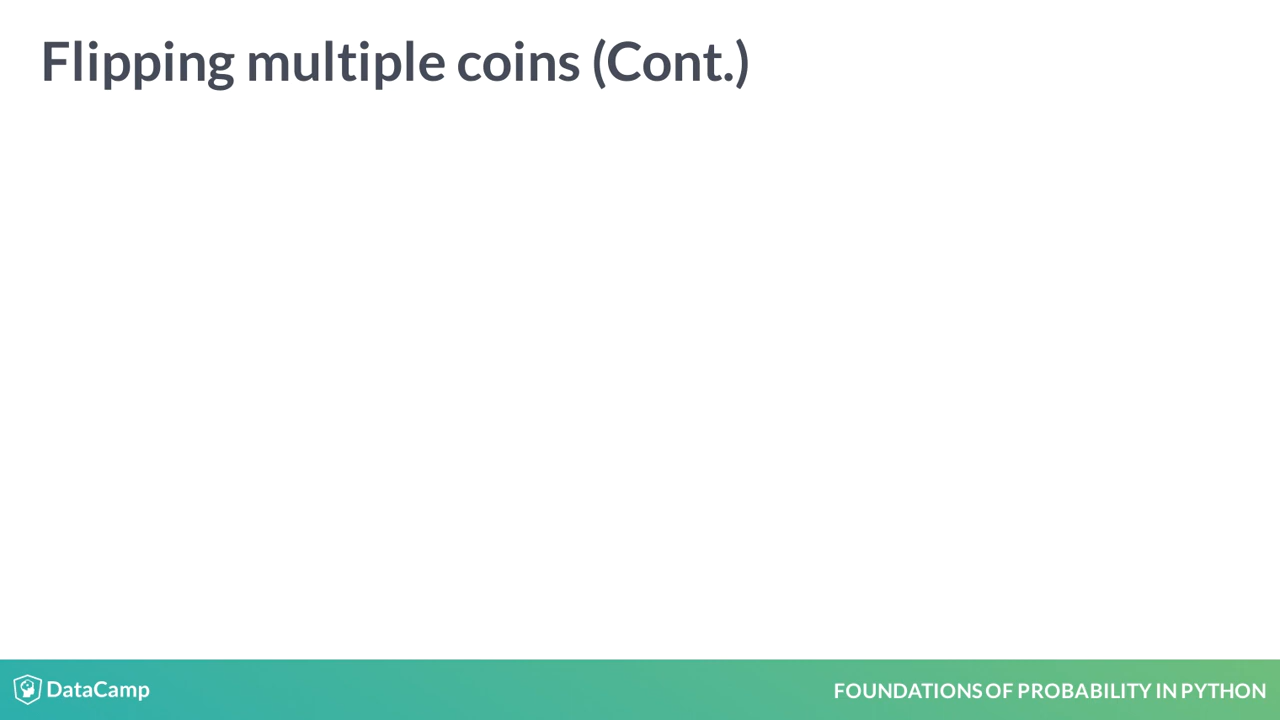 Flipping multiple coins (Cont.)
DataCamp
FOUNDATIONS OF PROBABILITY IN PYTHON